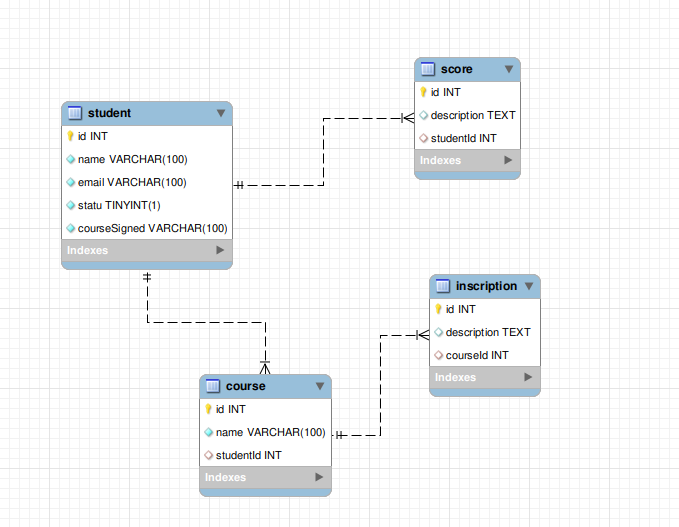 student
id INT
name VARCHAR(100)
email VARCHAR(100)
statu TINYINT(1)
courseSigned VARCHAR(100)
Indexes
score
id INT
description TEXT
studentId INT
Indexes
course
id INT
name VARCHAR(100)
studentId INT
Indexes
inscription
id INT
description TEXT
courseId INT
Indexes